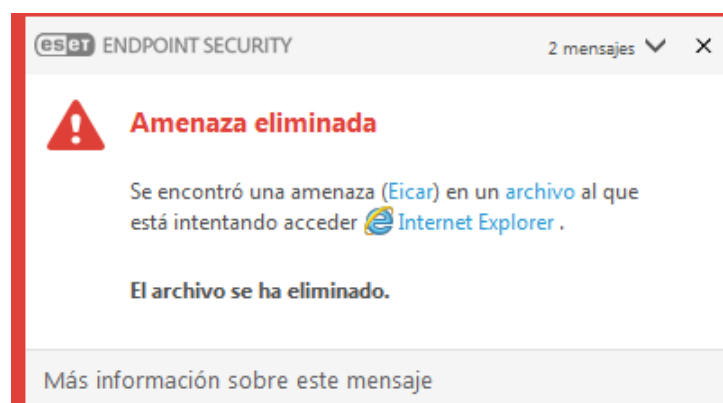 eset ENDPOINT SECURITY 2 mensajes
Amenaza eliminada
Se encontró una amenaza (Eicar) en un archivo al que
está intentando acceder Internet Explorer .
El archivo se ha eliminado.
Más información sobre este mensaje